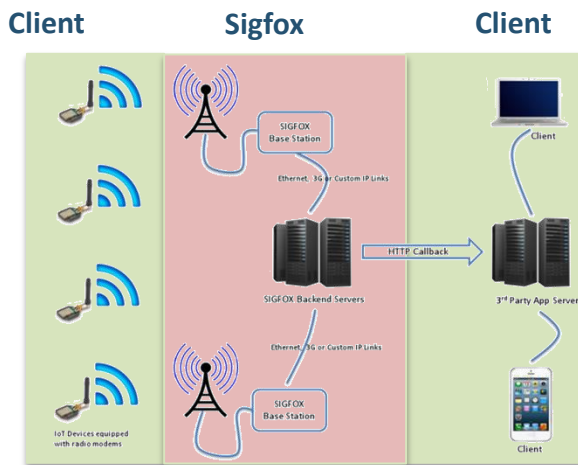 Client
Sigfox
Client
SIGFOX
Base Station
Client
Ethernet, 3G or Custom IP Links
HTTP Callback
SIGFOX Backend Servers
3rd Party App Server
Ethernet, 3G or Custom IP Links
SIGFOX
Base Station
IoT Devices equipped
with radio modems
Client